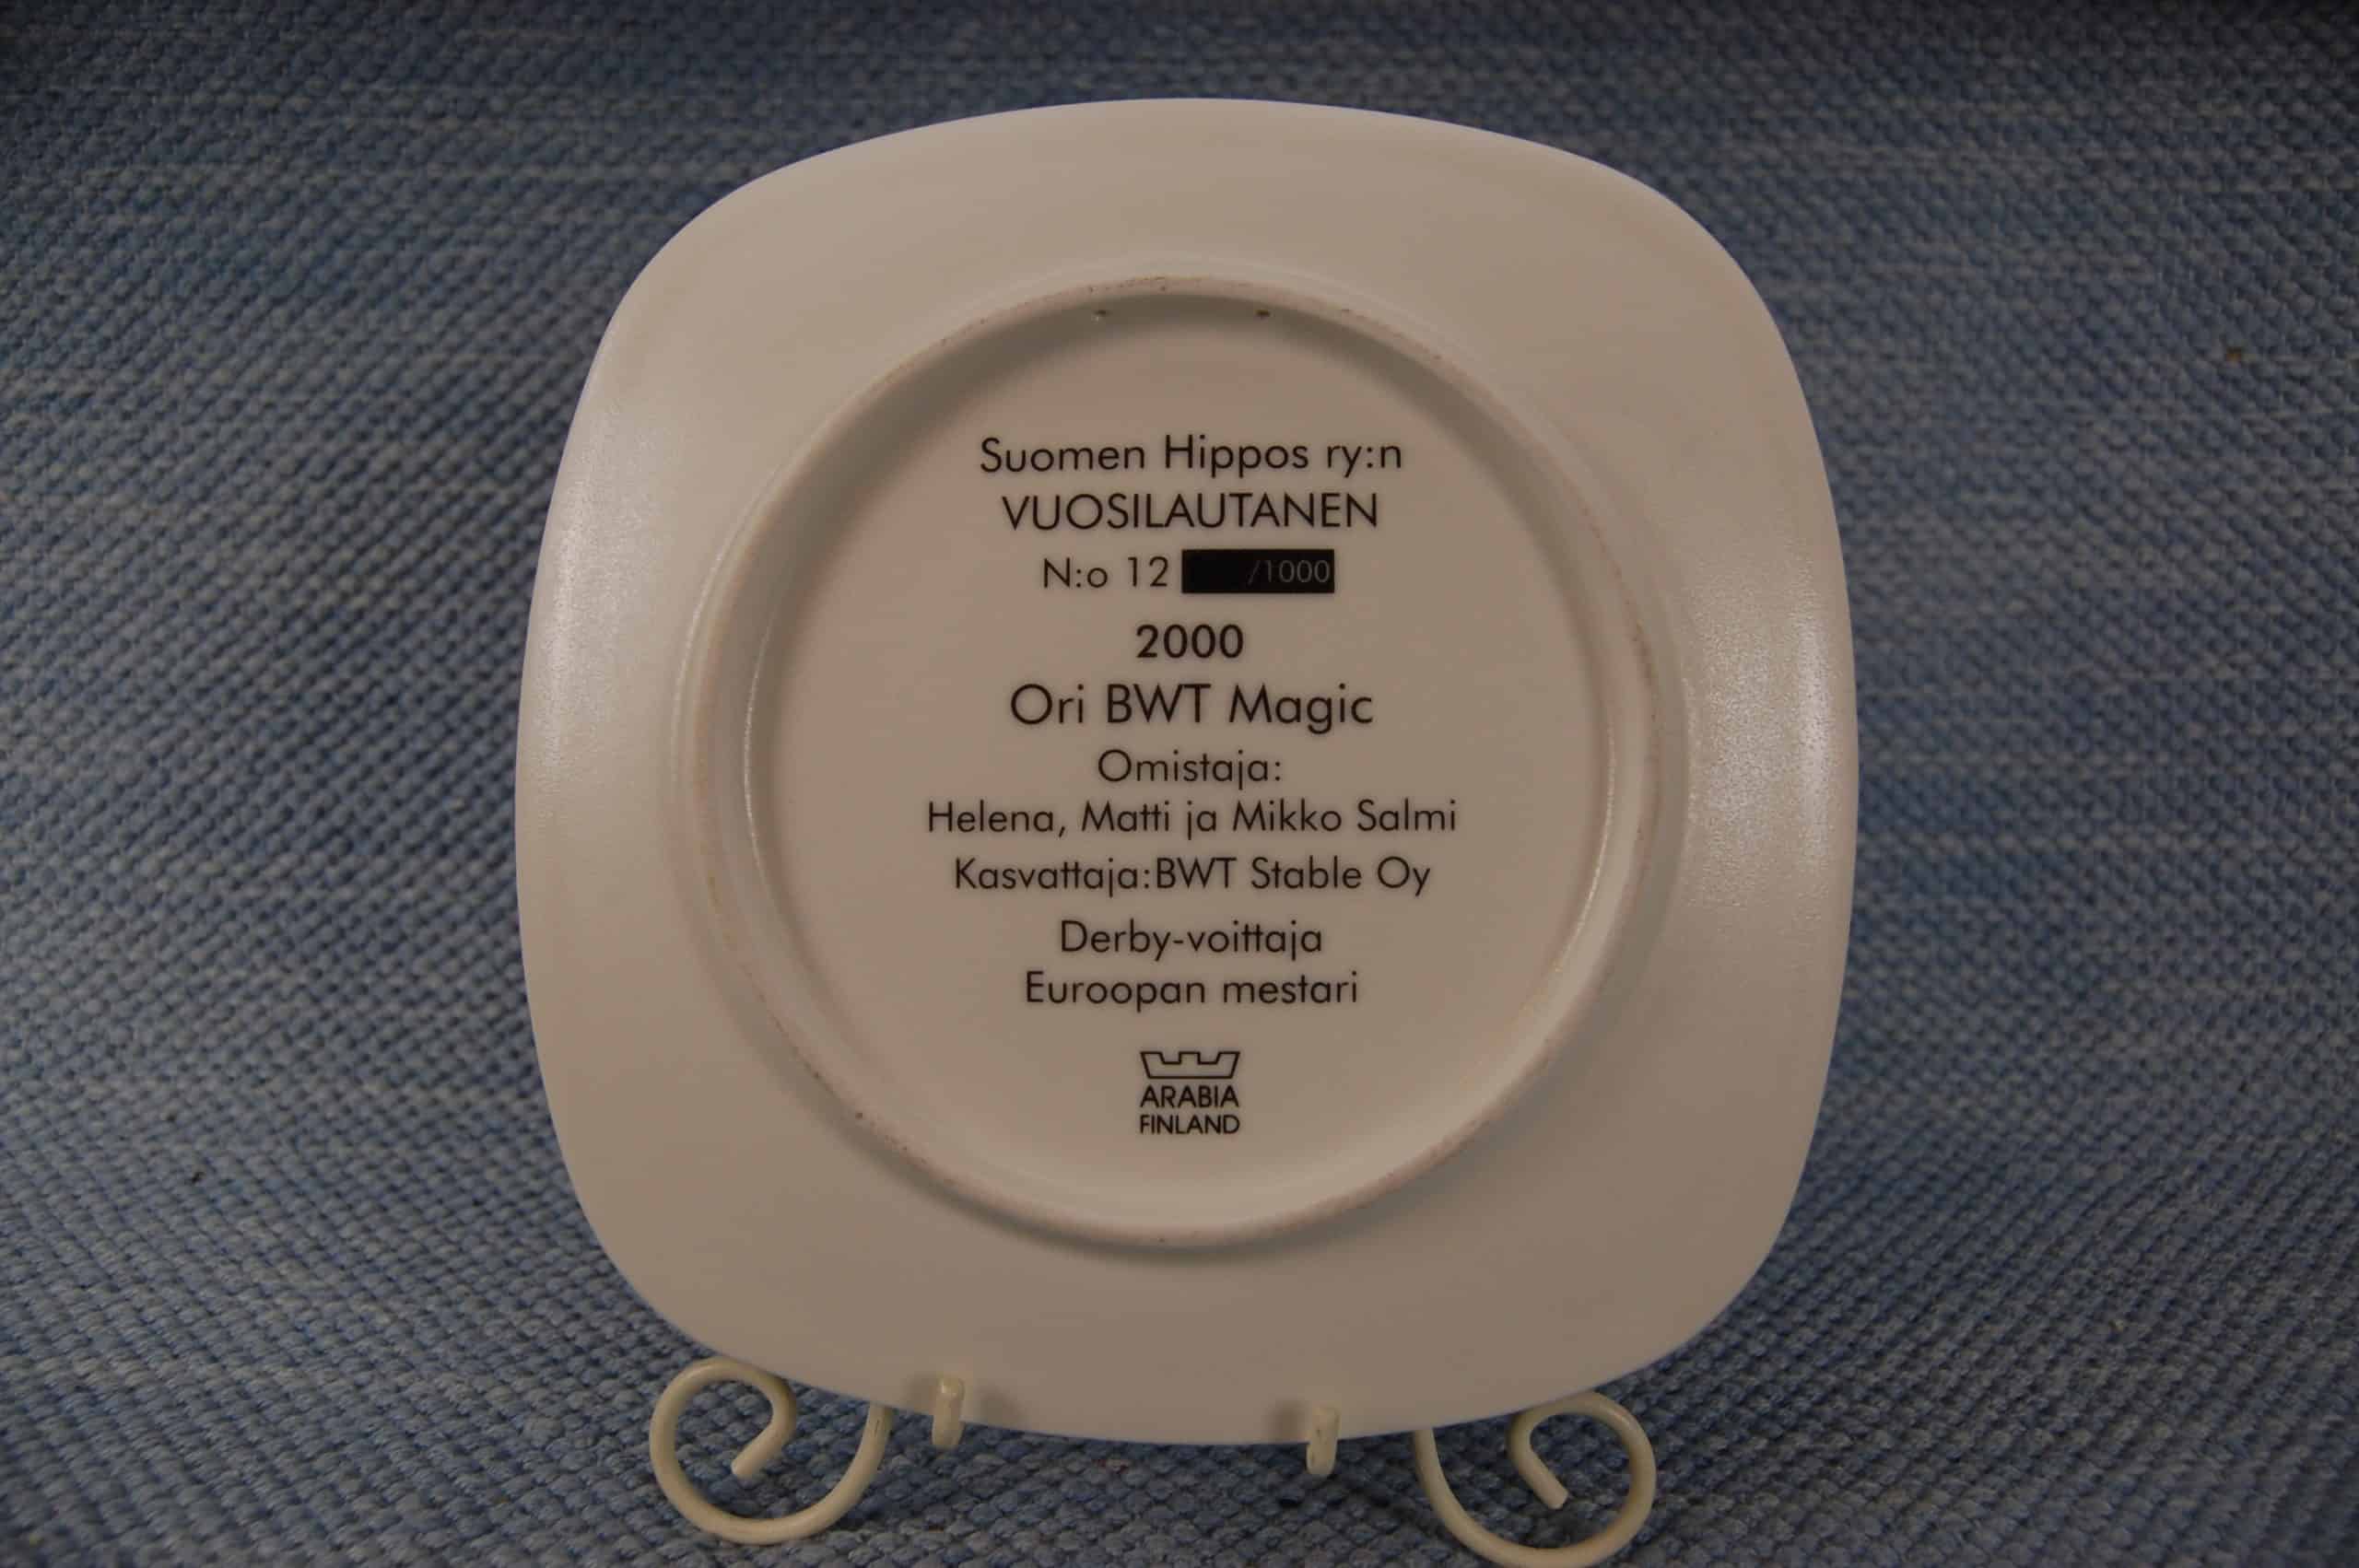 Suomen Hippos ry:n
VUOSILAUTANEN
N:o 12 /1000
2000
Ori BWT Magic
Omistaja:
Helena, Matti ja Mikko Salmi
Kasvattaja:BWT Stable Oy
Derby-voittaja
Euroopan mestari
ARABIA
FINLAND